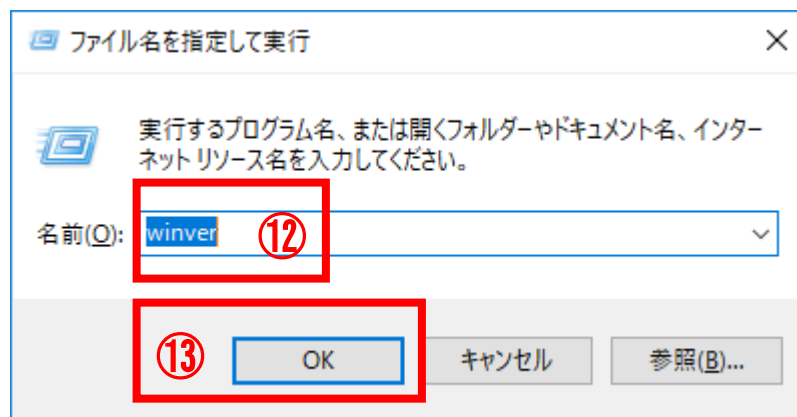 ファイル名を指定して実行
実行するプログラム名、または開くフォルダーやドキュメント名、インター
ネット リソース名を入力してください。
名前(O): winver ⑫
⑬ OK キャンセル 参照(B)...